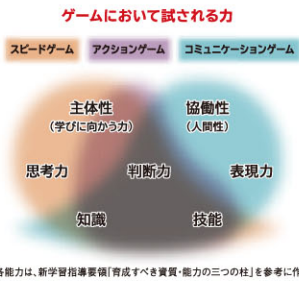 ゲームにおいて試される力
スピードゲーム アクションゲーム コミュニケーションゲーム
主体性 協働性
(学びに向かう力) (人間性)
思考力 判断力 表現力
知識 技能
各能力は、新学習指導要領「育成すべき資質・能力の三つの柱」を参考に作